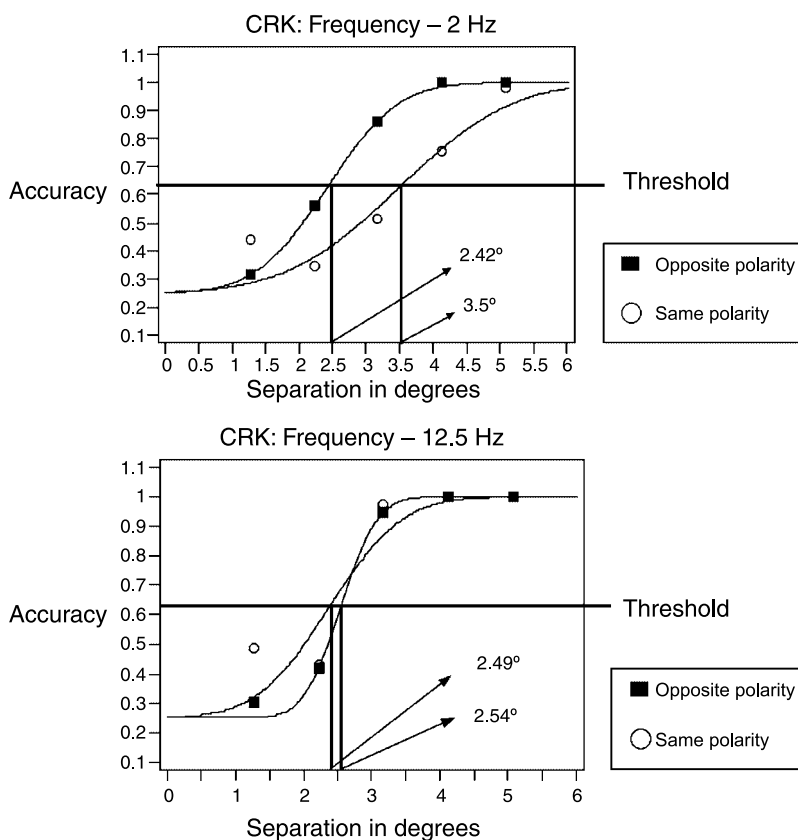 CRK: Frequency – 2 Hz
1.1
1
0.9
0.8
0.7
0.6
0.5
0.4
0.3
0.2
0.1
Accuracy
Threshold
2.42º
3.5º
Opposite polarity
Same polarity
0 0.5 1 1.5 2 2.5 3 3.5 4 4.5 5 5.5 6
Separation in degrees
CRK: Frequency – 12.5 Hz
1.1
1
0.9
0.8
0.7
0.6
0.5
0.4
0.3
0.2
0.1
Accuracy
Threshold
2.49º
2.54º
Opposite polarity
Same polarity
0 1 2 3 4 5 6
Separation in degrees